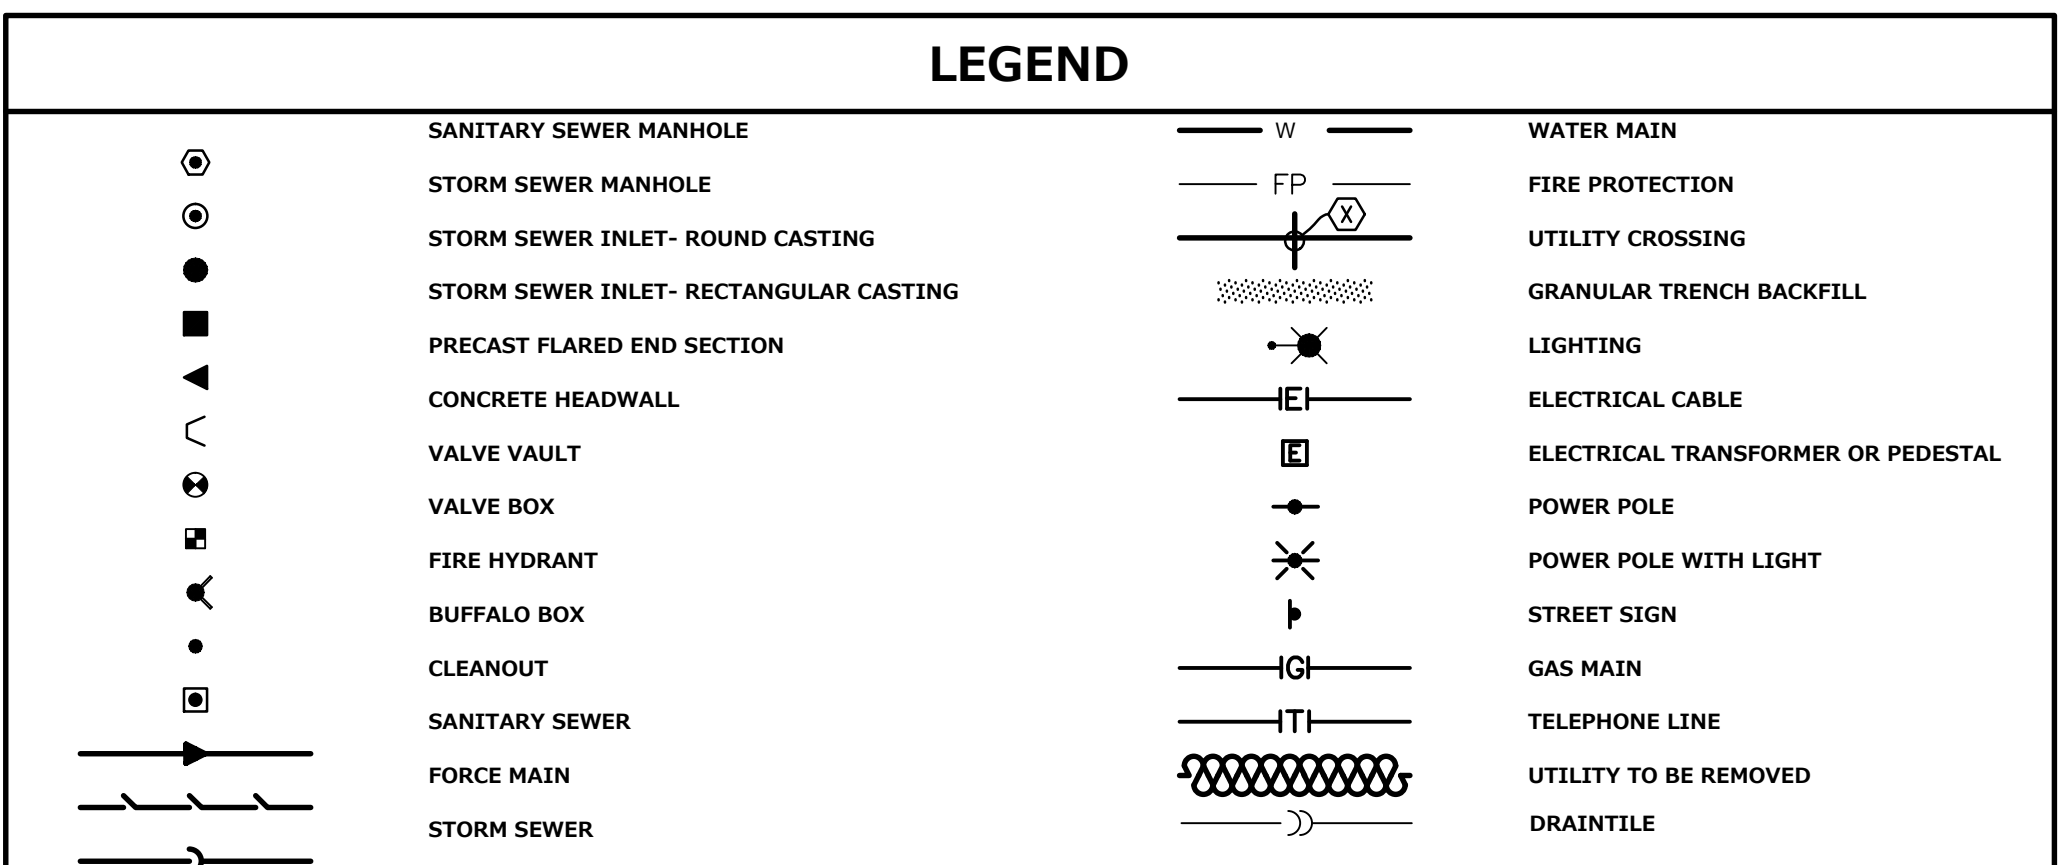 LEGEND
SANITARY SEWER MANHOLE
STORM SEWER MANHOLE
STORM SEWER INLET- ROUND CASTING
STORM SEWER INLET- RECTANGULAR CASTING
PRECAST FLARED END SECTION
CONCRETE HEADWALL
VALVE VAULT
VALVE BOX
FIRE HYDRANT
BUFFALO BOX
CLEANOUT
SANITARY SEWER
FORCE MAIN
STORM SEWER
W WATER MAIN
FP FIRE PROTECTION
X UTILITY CROSSING
GRANULAR TRENCH BACKFILL
LIGHTING
E ELECTRICAL CABLE
E ELECTRICAL TRANSFORMER OR PEDESTAL
POWER POLE
POWER POLE WITH LIGHT
STREET SIGN
G GAS MAIN
T TELEPHONE LINE
UTILITY TO BE REMOVED
DRAINTILE